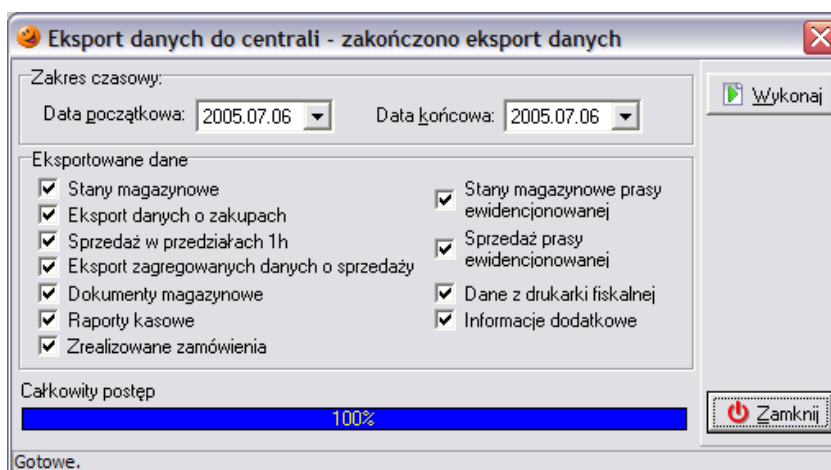 Eksport danych do centrali - zakończono eksport danych
Zakres czasowy:
Data początkowa: 2005.07.06 Data końcowa: 2005.07.06
Wykonaj
Eksportowane dane
Stany magazynowe
Eksport danych o zakupach
Sprzedaż w przedziałach 1h
Eksport zagregowanych danych o sprzedaży
Dokumenty magazynowe
Raporty kasowe
Zrealizowane zamówienia
Stany magazynowe prasy
ewidencjonowanej
Sprzedaż prasy
ewidencjonowanej
Dane z drukarki fiskalnej
Informacje dodatkowe
Całkowity postęp
100%
Zamknij
Gotowe.